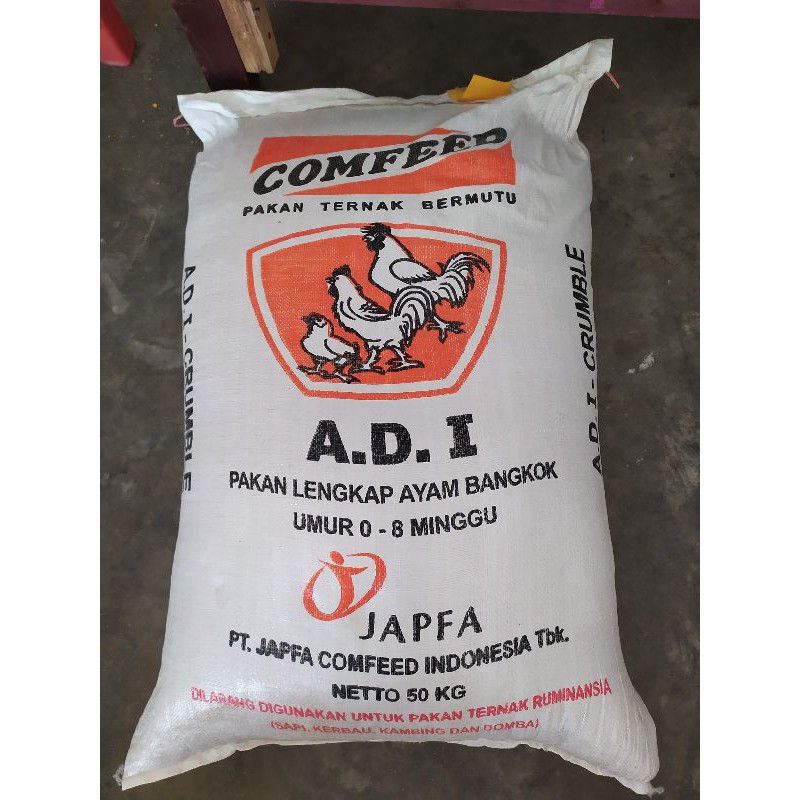 COMFEED
PAKAN TERNAK BERMUTU
A.D.I - CRUMBLE
A.D.I - CRUMBLE
A.D.I
PAKAN LENGKAP AYAM BANGKOK
UMUR 0 - 8 MINGGU
JAPFA
PT. JAPFA COMFEED INDONESIA Tbk.
NETTO 50 KG
DILARANG DIGUNAKAN UNTUK PAKAN TERNAK RUMINANSIA
(SAPI, KERBAU, KAMBING DAN DOMBA)